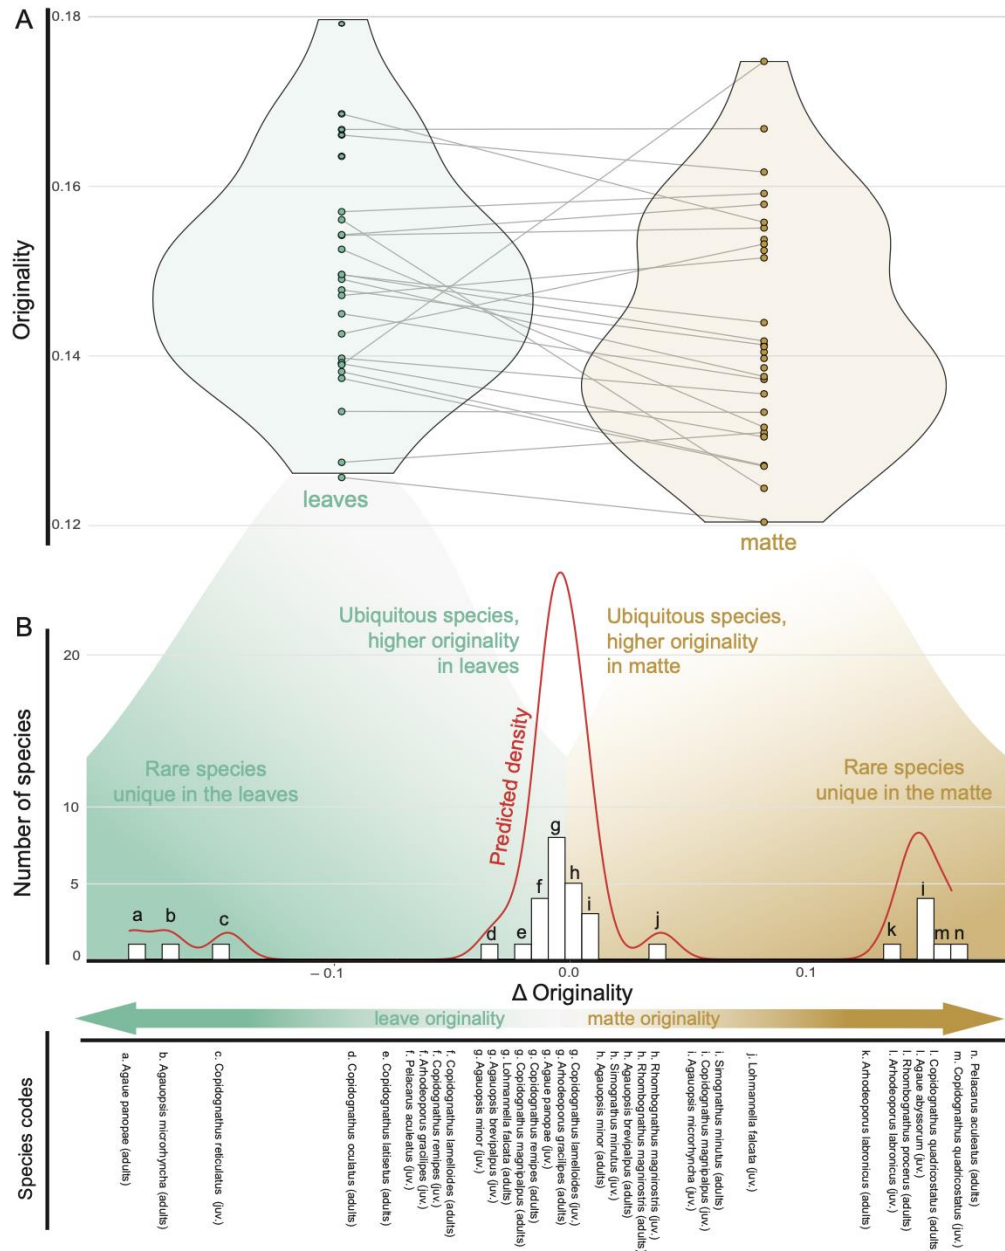 A
0.18
0.16
0.14
0.12
Originality
leaves
matte
B
Ubiquitous species,
higher originality
in leaves
Ubiquitous species,
higher originality
in matte
Rare species
unique in the leaves
Rare species
unique in the matte
Predicted density
Number of species
20
10
5
0
a
b
c
d
e
f
g
h
i
j
k
l
m
n
– 0.1
0.0
0.1
Δ Originality
leave originality
matte originality
Species codes
a. Agaue panopae (adults)
b. Agauopsis microrhyncha (adults)
c. Copidognathus reticulatus (juv.)
d. Copidognathus oculatus (adults)
e. Copidognathus latisetus (adults)
f. Pelacarus aculeatus (juv.)
f. Arhodeoporus gracilipes (juv.)
f. Copidognathus remipes (juv.)
f. Copidognathus lamelloides (adults)
g. Agauopsis minor (juv.)
g. Agauopsis brevipalpus (juv.)
g. Lohmannella falcata (adults)
g. Copidognathus magnipalpus (adults)
g. Copidognathus remipes (adults)
g. Agaue panopae (juv.)
g. Arhodeoporus gracilipes (adults)
g. Copidognathus lamelloides (juv.)
h. Agauopsis minor (adults)
h. Simognathus minutus (juv.)
h. Agauopsis brevipalpus (adults)
h. Rhombognathus magnirostris (adults)
h. Rhombognathus magnirostris (juv.)
i. Agauopsis microrhyncha (juv.)
i. Copidognathus magnipalpus (juv.)
i. Simognathus minutus (adults)
j. Lohmannella falcata (juv.)
k. Arhodeoporus labronicus (adults)
l. Arhodeoporus labronicus (juv.)
l. Rhombognathus procerus (adults)
l. Agaue abyssorum (juv.)
l. Copidognathus quadricostatus (adults)
m. Copidognathus quadricostatus (juv.)
n. Pelacarus aculeatus (adults)